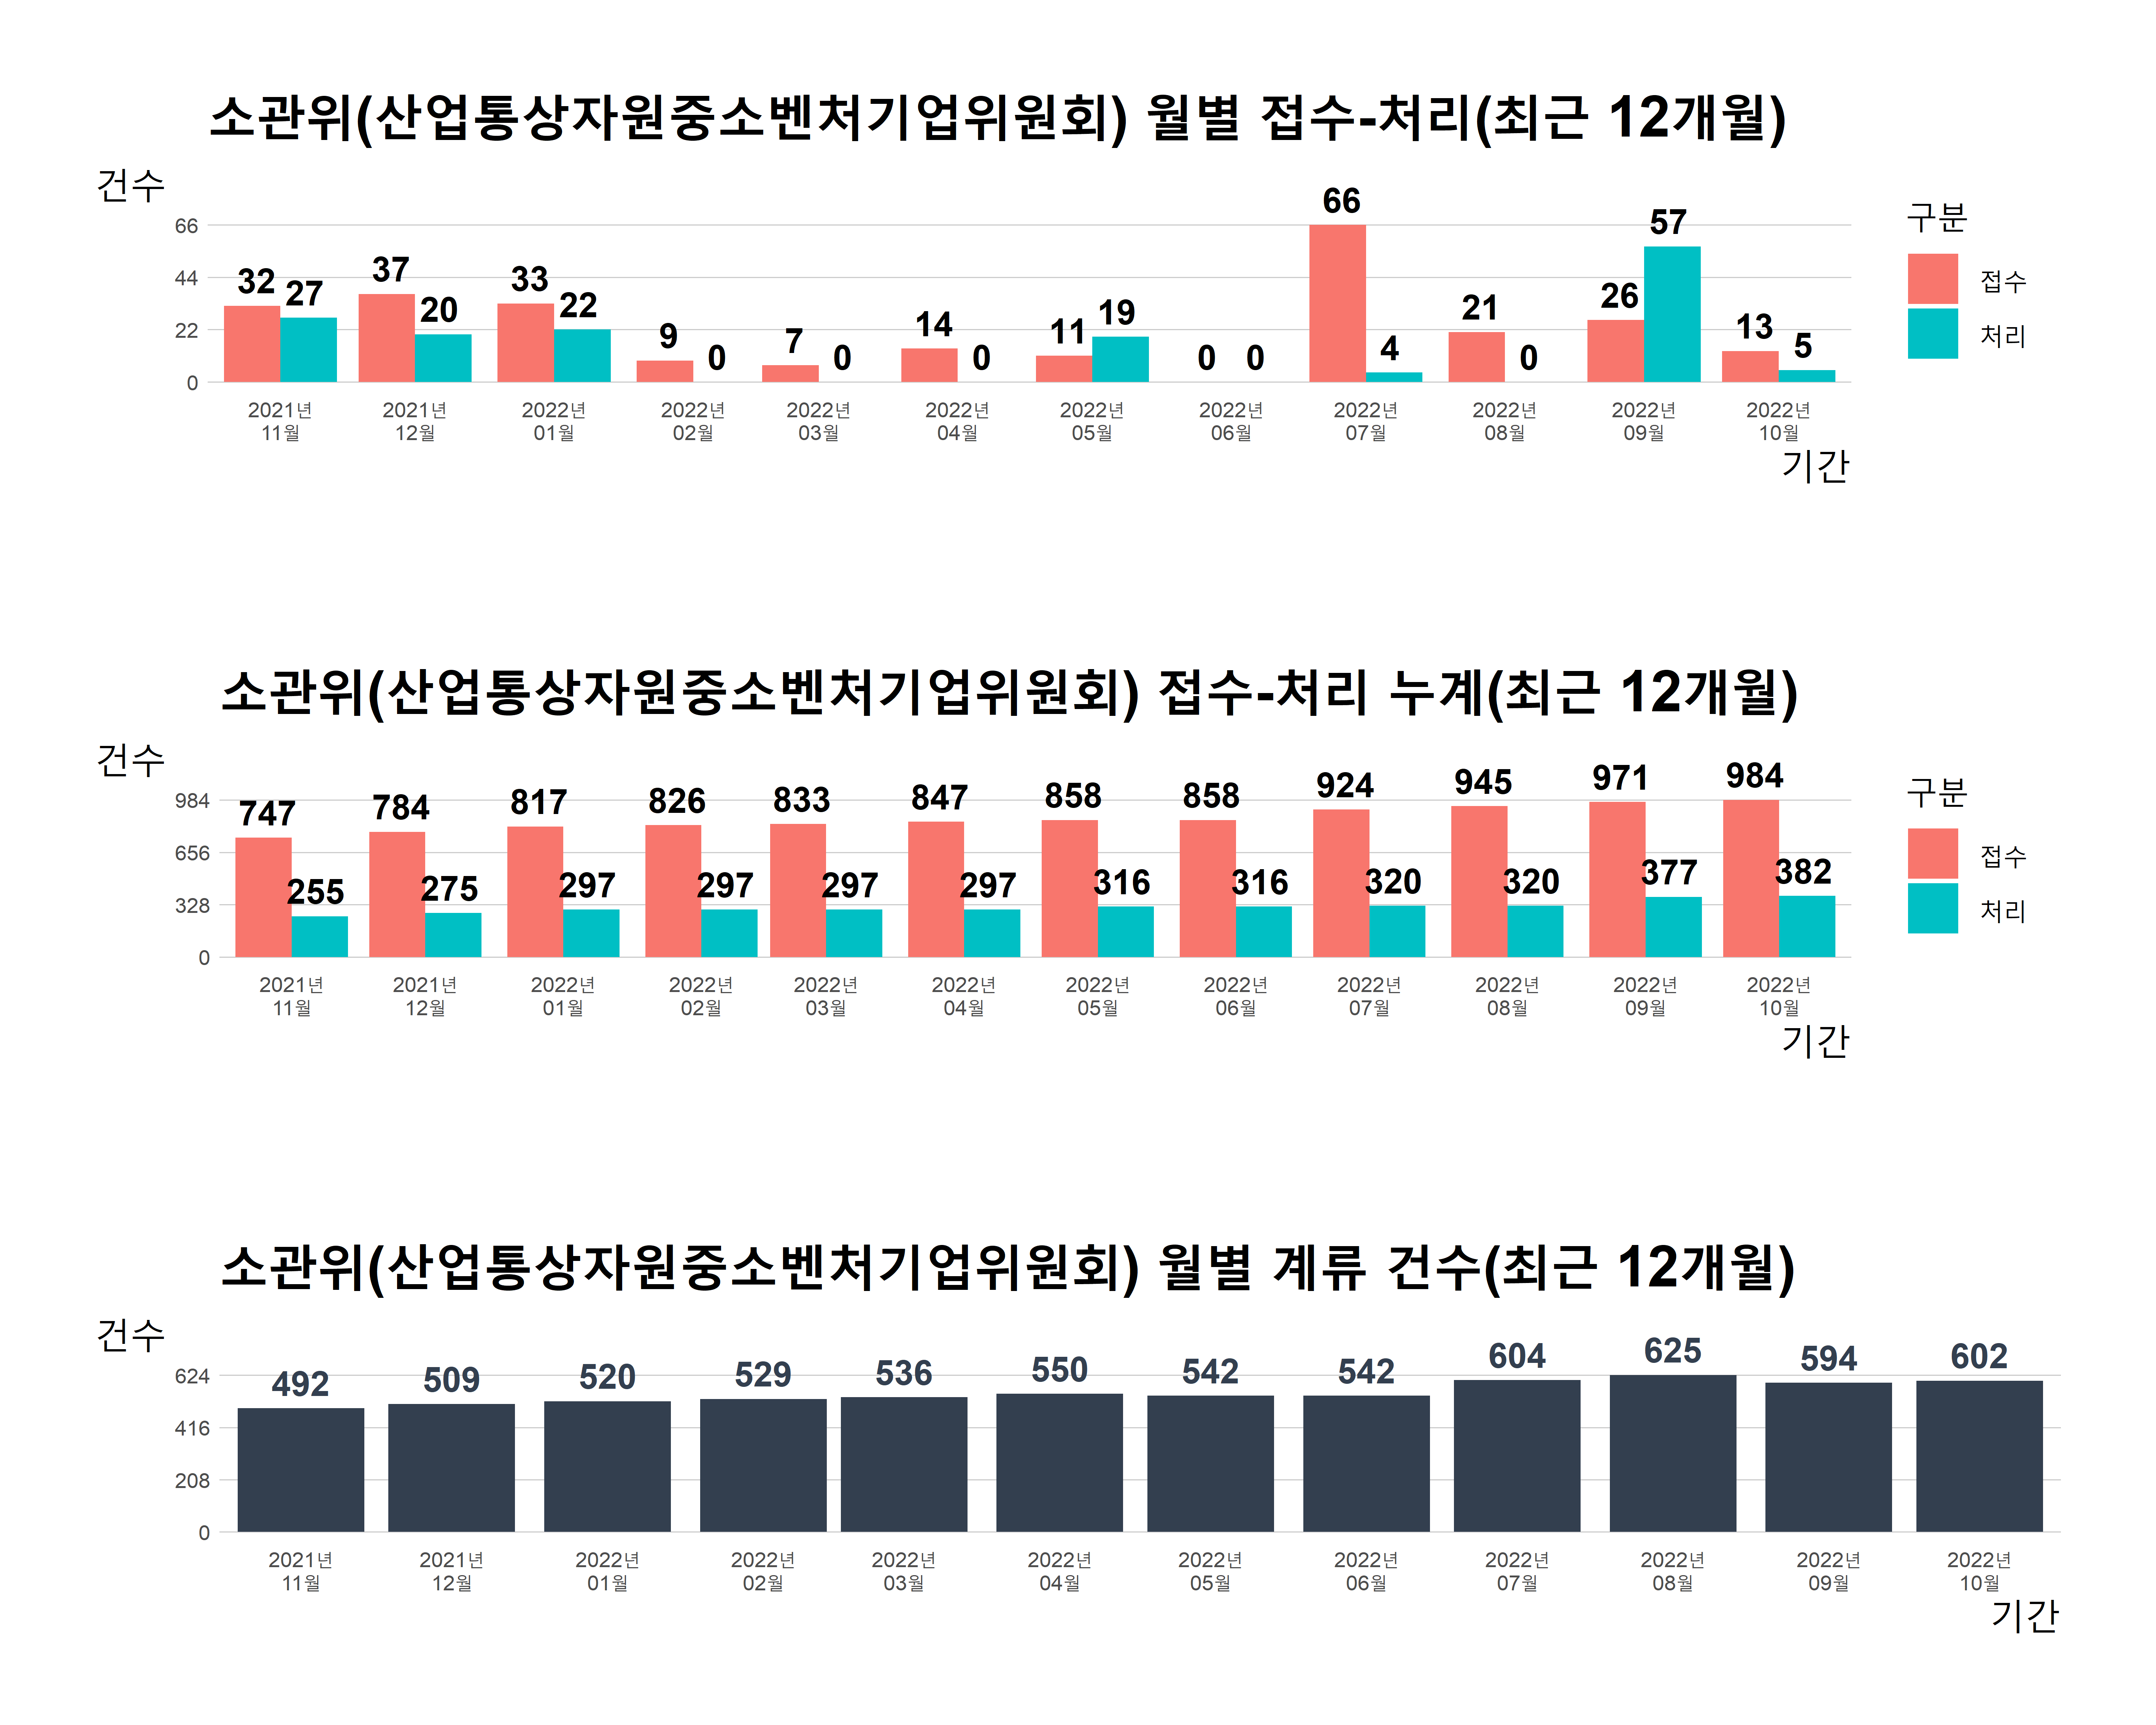 소관위(산업통상자원중소벤처기업위원회) 월별 접수-처리(최근 12개월)
건수
66
44
22
0
32 27 37 20 33 22 9 0 7 0 14 0 11 19 0 0 66 4 21 0 26 57 13 5
2021년 2021년 2022년 2022년 2022년 2022년 2022년 2022년 2022년 2022년 2022년 2022년
11월 12월 01월 02월 03월 04월 05월 06월 07월 08월 09월 10월
기간
구분
접수
처리
소관위(산업통상자원중소벤처기업위원회) 접수-처리 누계(최근 12개월)
건수
984
656
328
0
747 255 784 275 817 297 826 297 833 297 847 297 858 316 858 316 924 320 945 320 971 377 984 382
2021년 2021년 2022년 2022년 2022년 2022년 2022년 2022년 2022년 2022년 2022년 2022년
11월 12월 01월 02월 03월 04월 05월 06월 07월 08월 09월 10월
기간
구분
접수
처리
소관위(산업통상자원중소벤처기업위원회) 월별 계류 건수(최근 12개월)
건수
624
416
208
0
492 509 520 529 536 550 542 542 604 625 594 602
2021년 2021년 2022년 2022년 2022년 2022년 2022년 2022년 2022년 2022년 2022년 2022년
11월 12월 01월 02월 03월 04월 05월 06월 07월 08월 09월 10월
기간